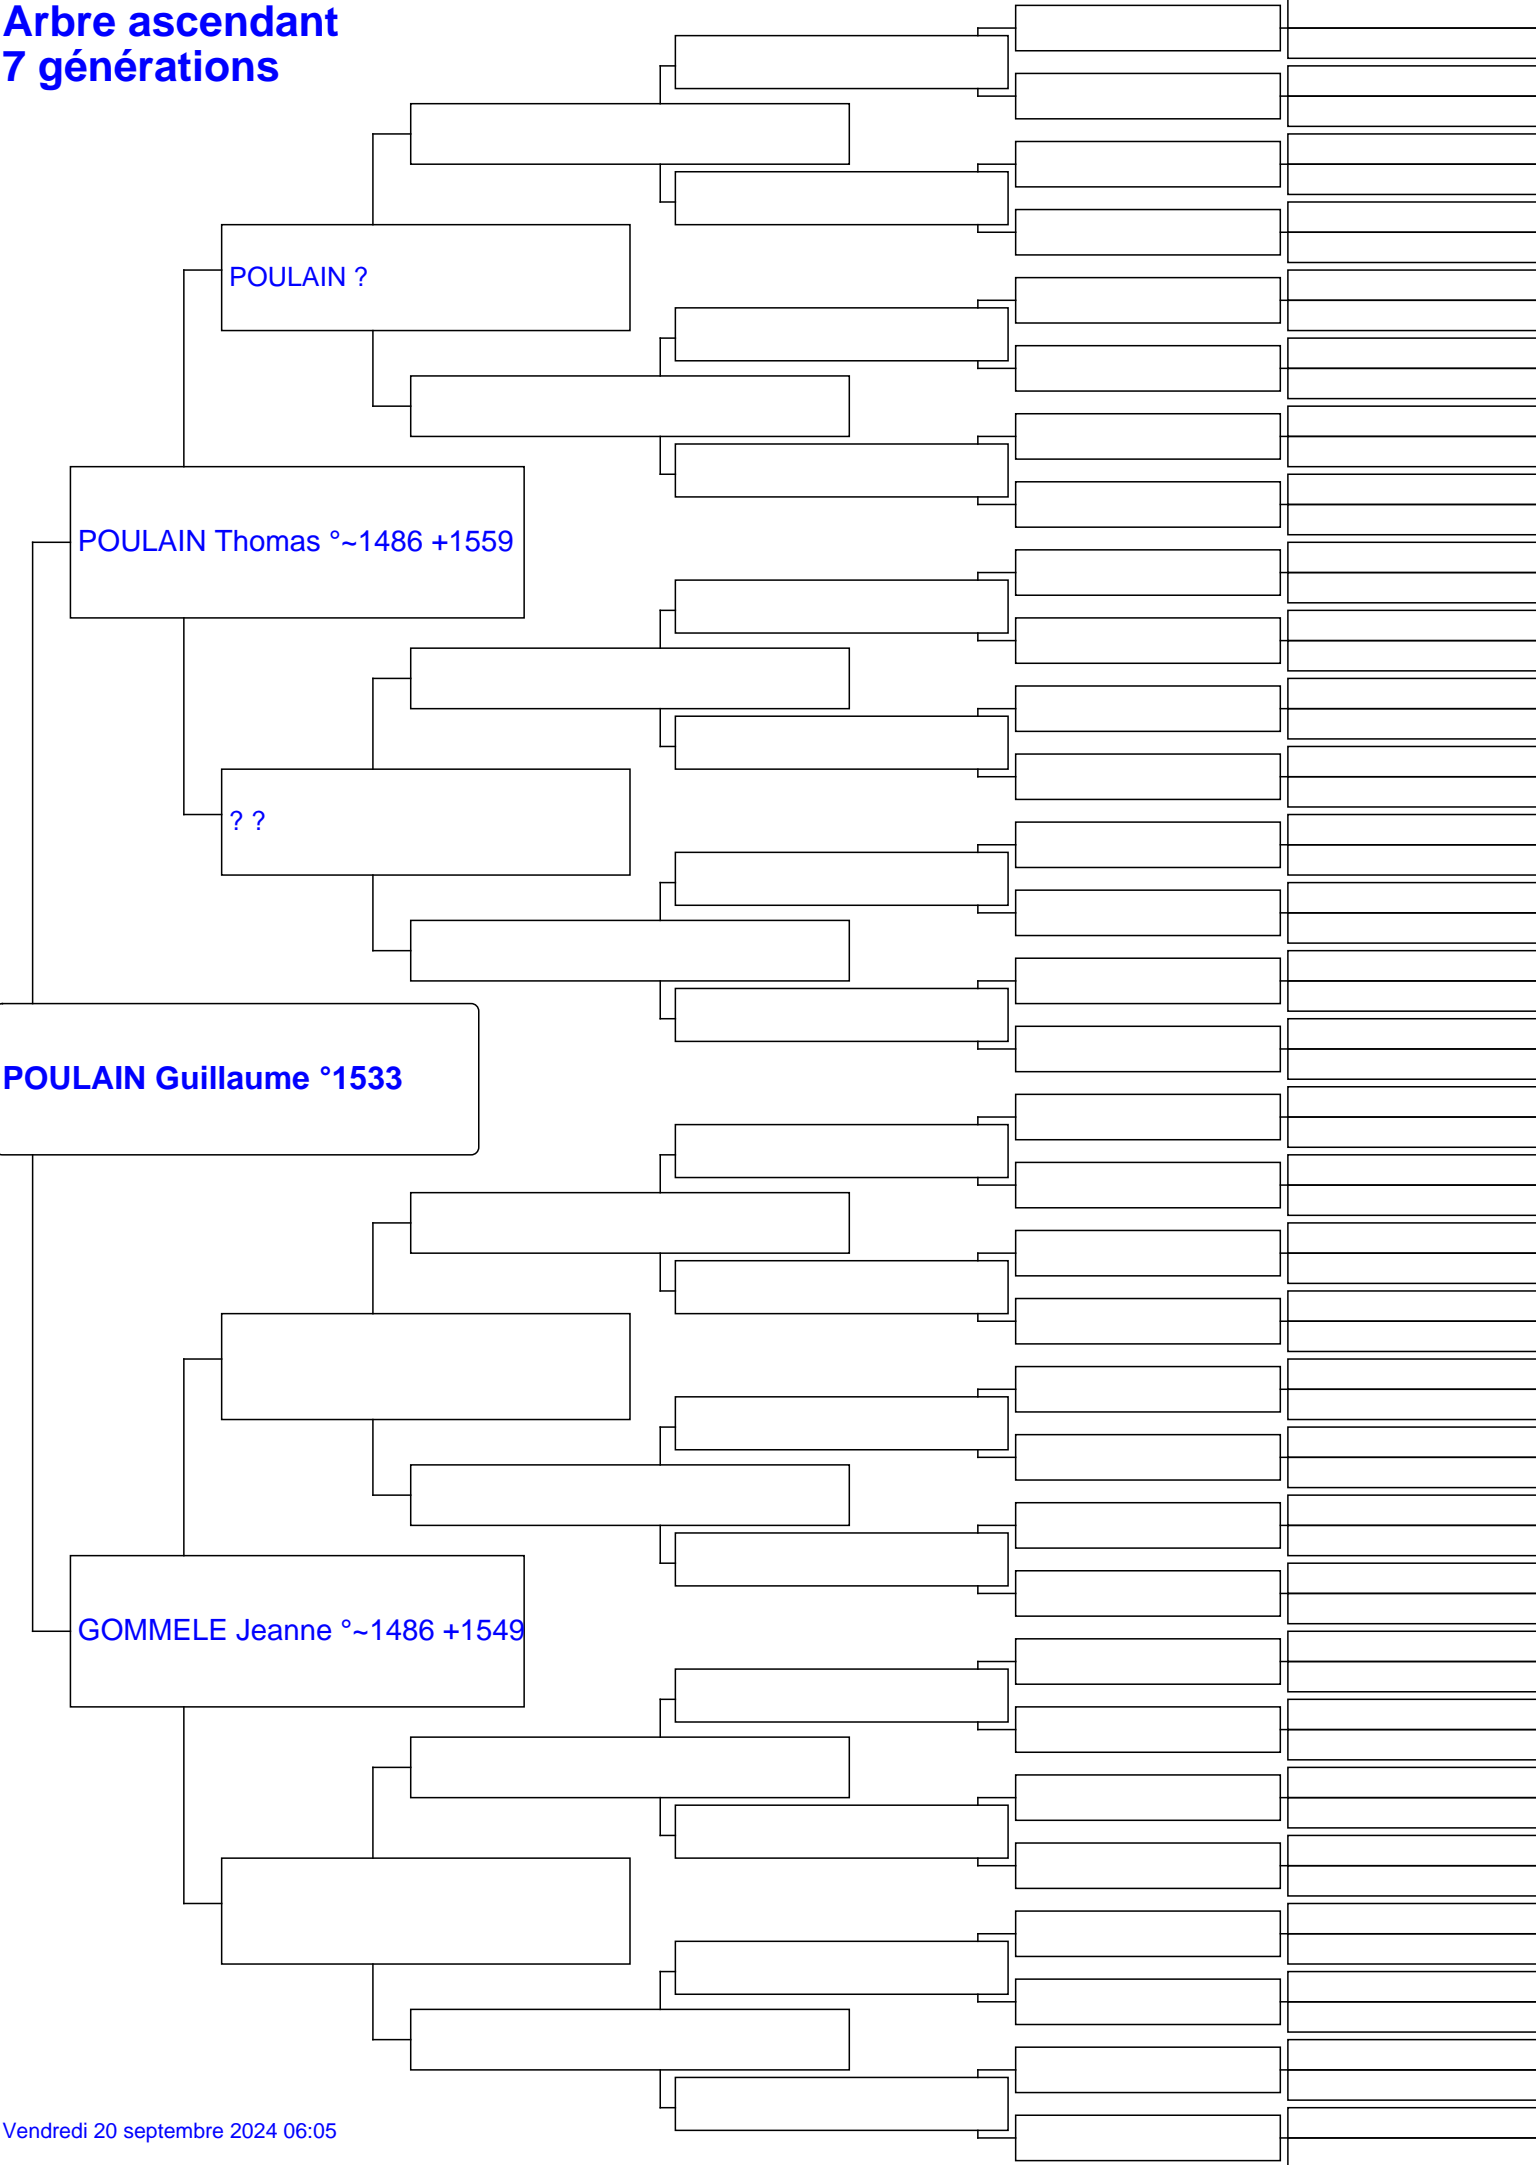 Arbre ascendant
7 générations
POULAIN ?
POULAIN Thomas °~1486 +1559
? ?
POULAIN Guillaume °1533
GOMMELE Jeanne °~1486 +1549
Vendredi 20 septembre 2024 06:05